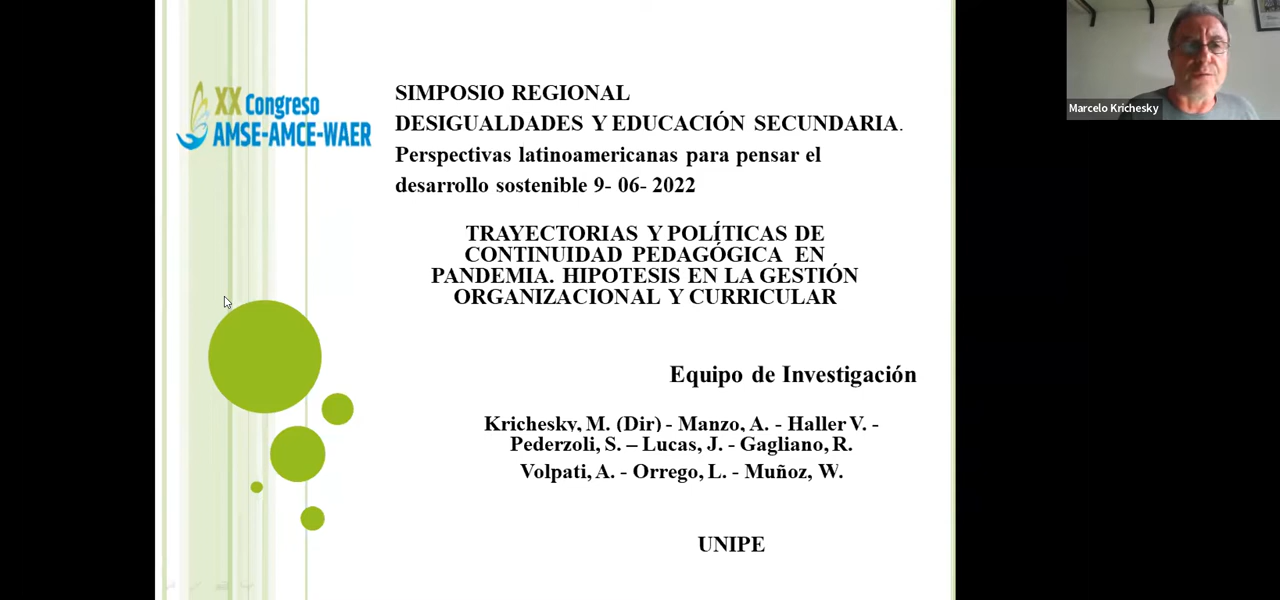 XX Congreso
AMSE-AMCE-WAER
SIMPOSIO REGIONAL
DESIGUALDADES Y EDUCACIÓN SECUNDARIA.
Perspectivas latinoamericanas para pensar el
desarrollo sostenible 9- 06- 2022
TRAYECTORIAS Y POLÍTICAS DE
CONTINUIDAD PEDAGÓGICA EN
PANDEMIA. HIPOTESIS EN LA GESTIÓN
ORGANIZACIONAL Y CURRICULAR
Equipo de Investigación
Krichesky, M. (Dir) - Manzo, A. - Haller V. -
Pederzoli, S. – Lucas, J. - Gagliano, R.
Volpati, A. - Orrego, L. - Muñoz, W.
UNIPE
Marcelo Krichesky